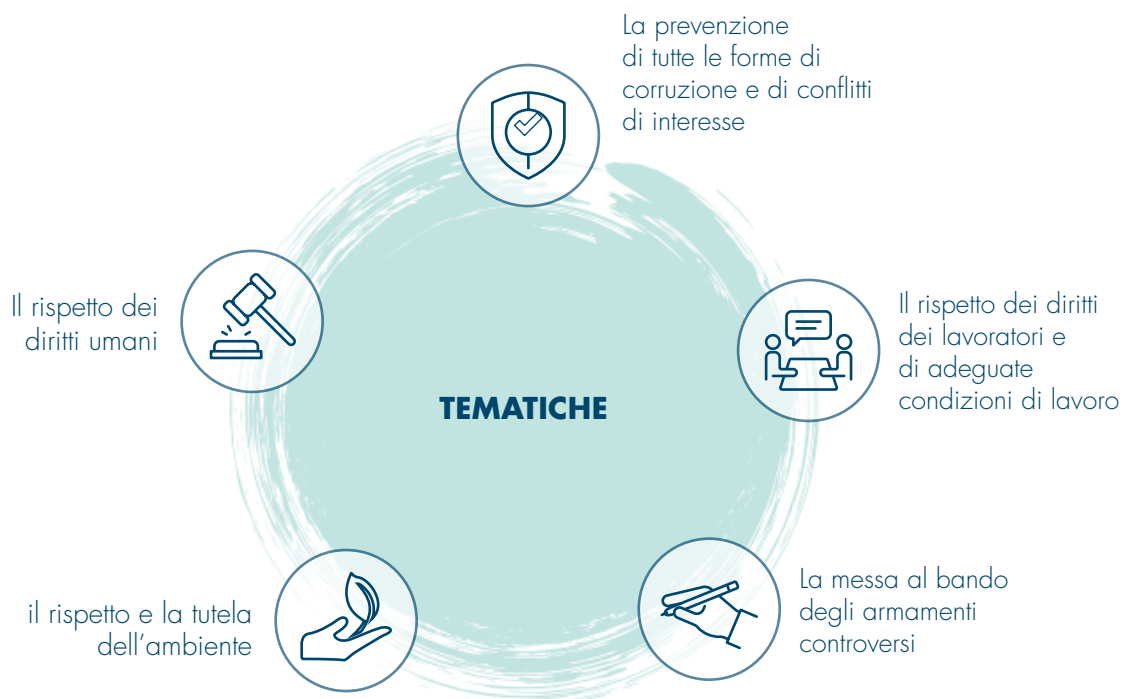 La prevenzione
di tutte le forme di
corruzione e di conflitti
di interesse
Il rispetto dei
diritti umani
Il rispetto dei diritti
dei lavoratori e
di adeguate
condizioni di lavoro
TEMATICHE
il rispetto e la tutela
dell'ambiente
La messa al bando
degli armamenti
controversi